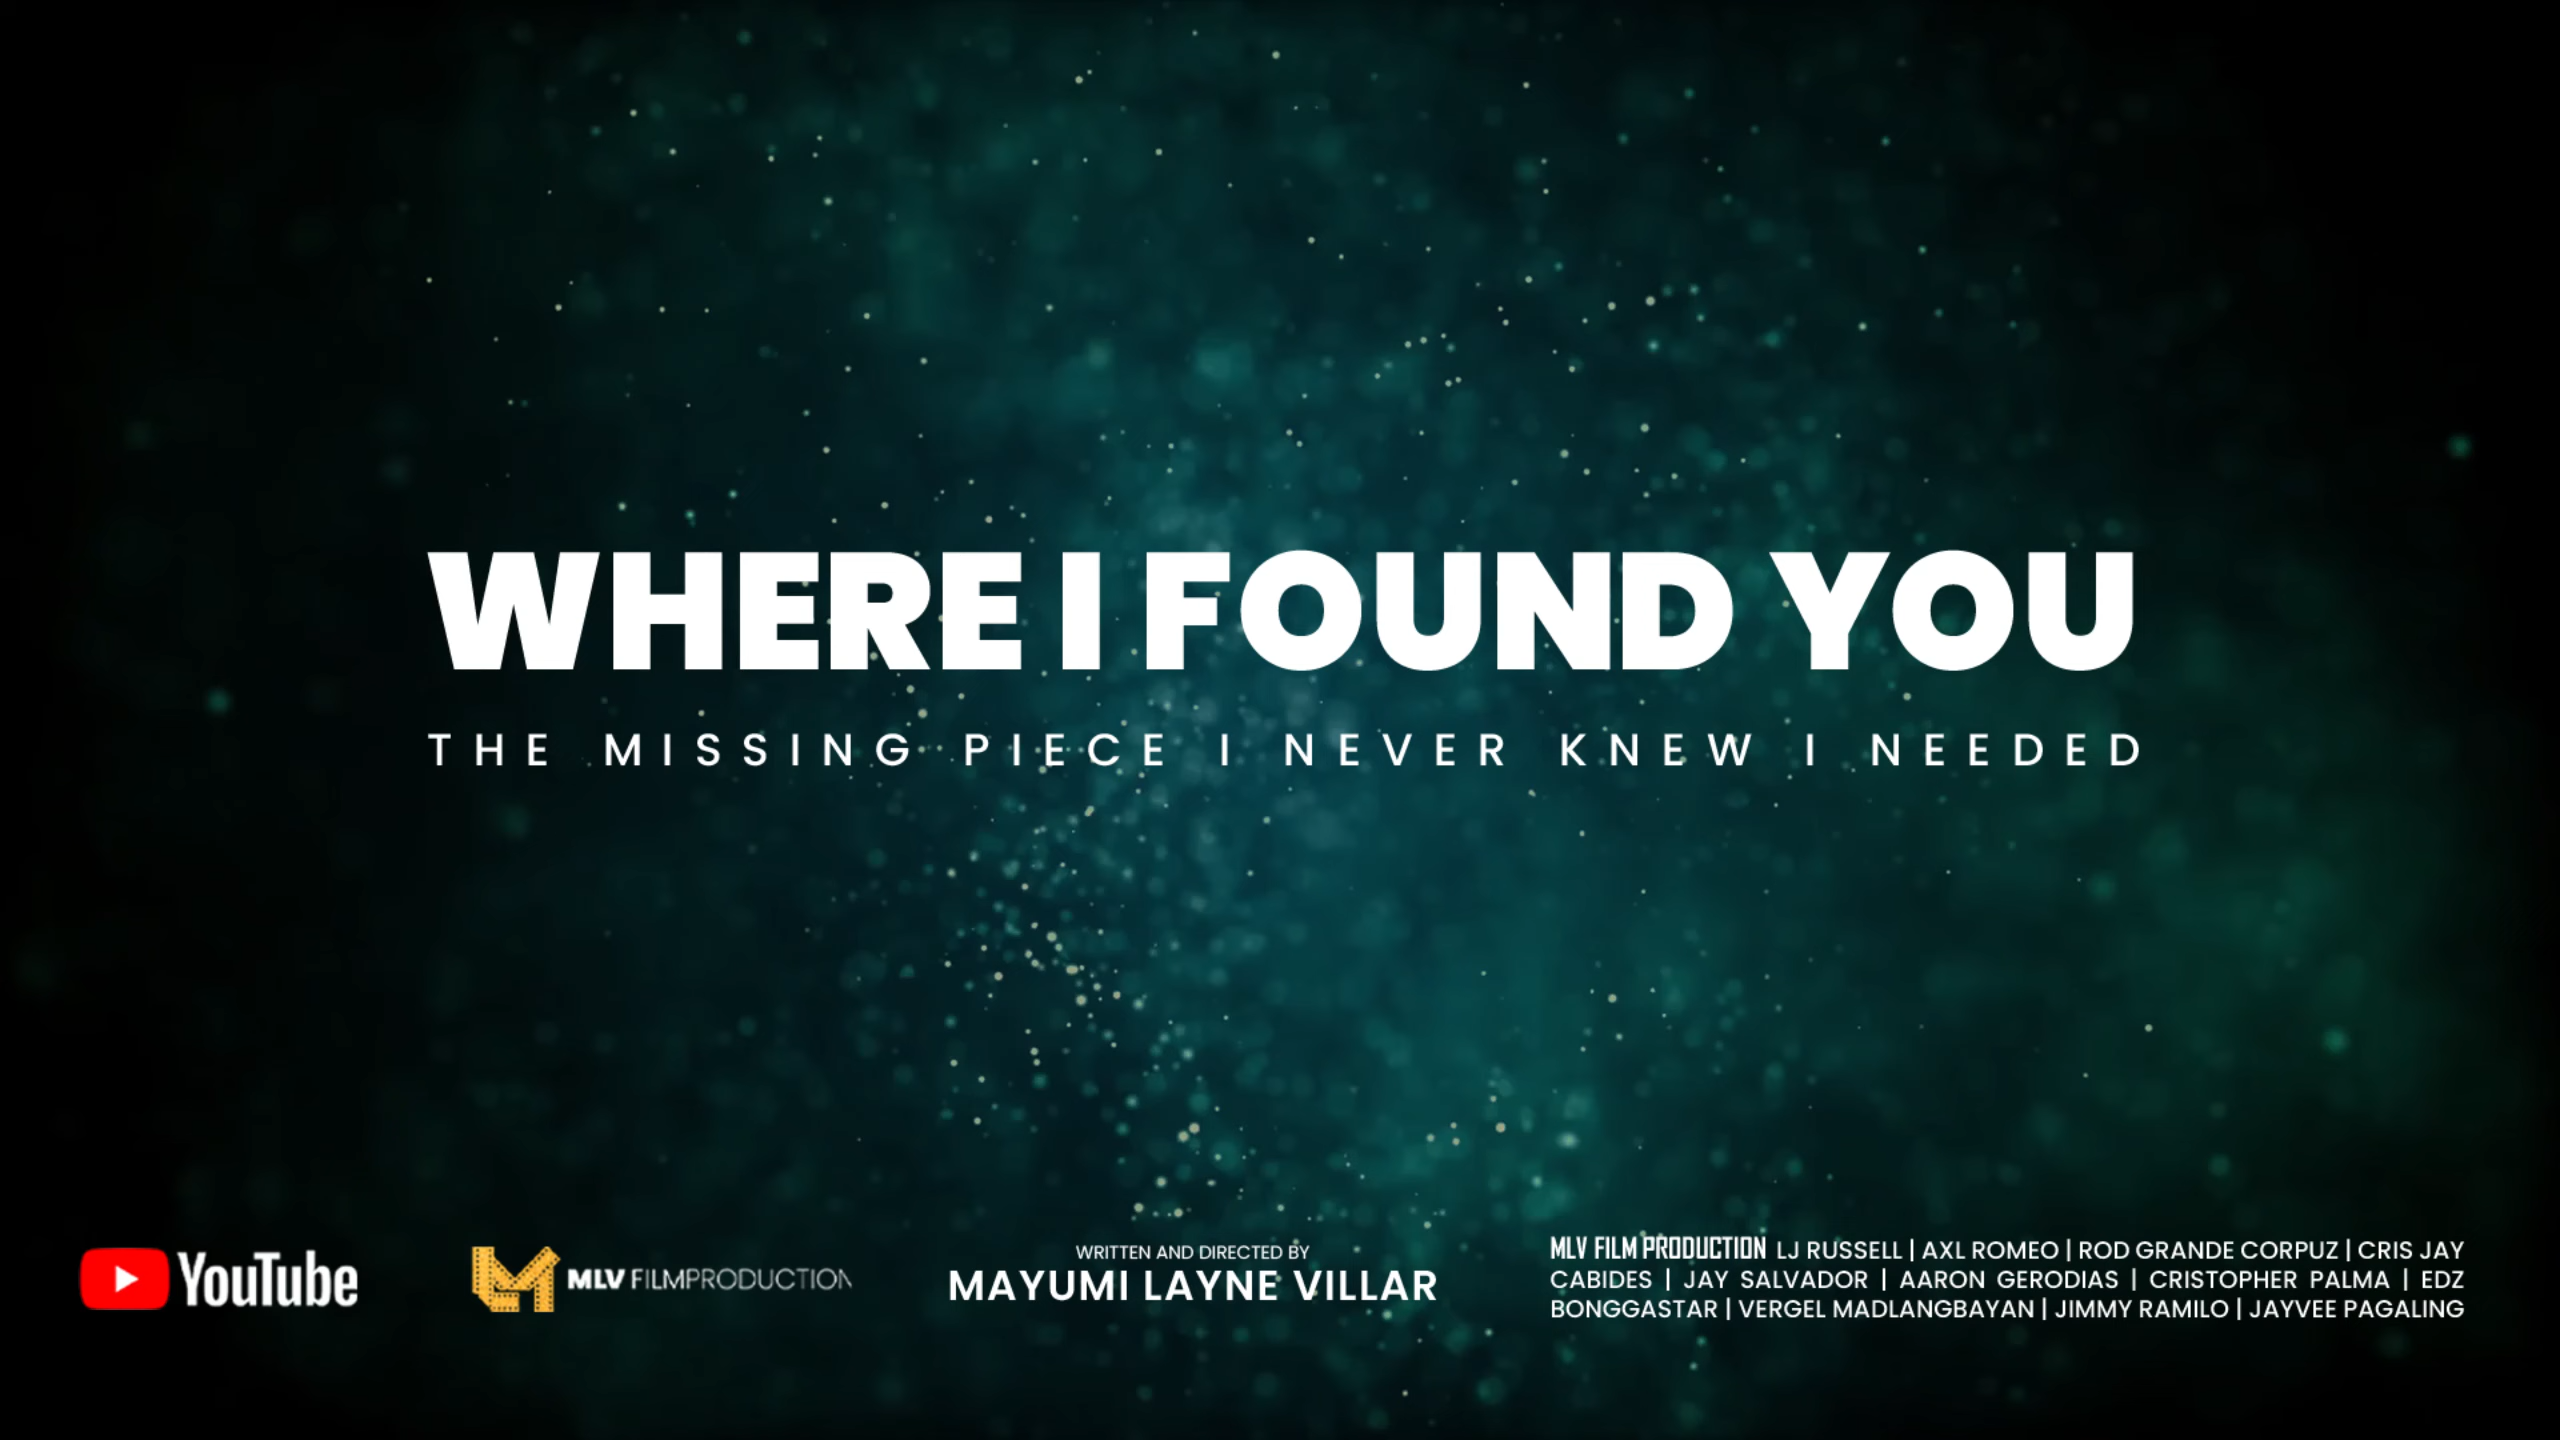 WHERE I FOUND YOU
THE MISSING PIECE I NEVER KNEW I NEEDED
YouTube
MLV FILMPRODUCTION
WRITTEN AND DIRECTED BY
MAYUMI LAYNE VILLAR
MLV FILM PRODUCTION LJ RUSSELL | AXL ROMEO | ROD GRANDE CORPUZ | CRIS JAY
CABIDES | JAY SALVADOR | AARON GERODIAS | CRISTOPHER PALMA | EDZ
BONGGASTAR | VERGEL MADLANGBAYAN | JIMMY RAMILO | JAYVEE PAGALING